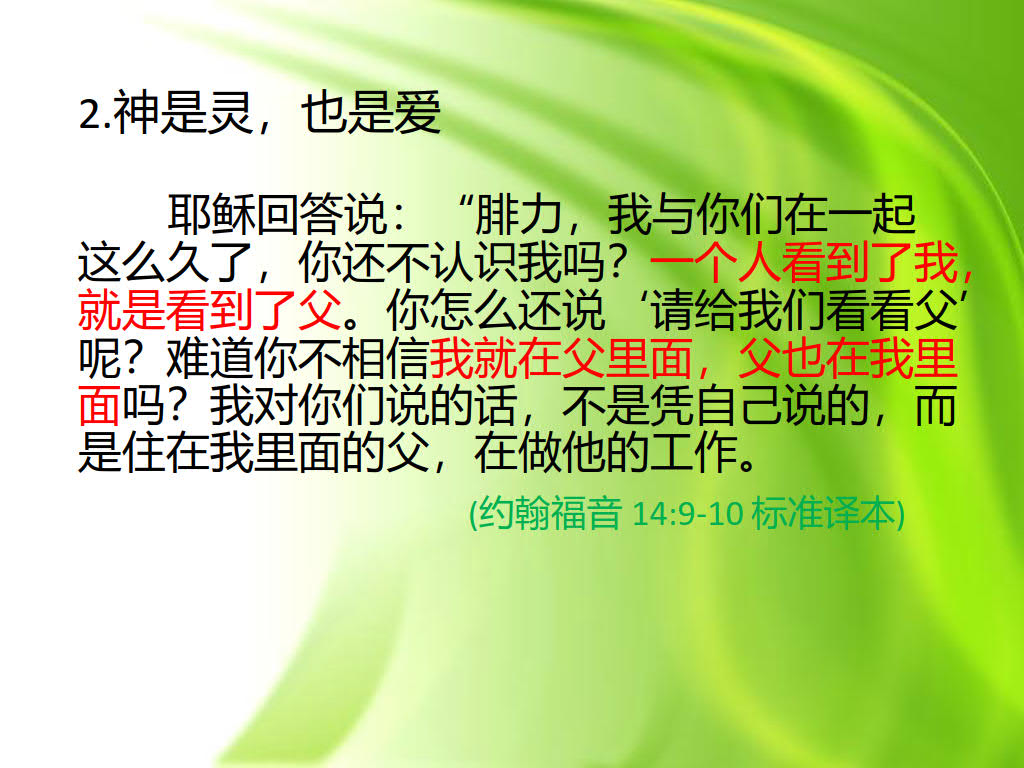 2.神是灵，也是爱
耶稣回答说：“腓力，我与你们在一起
这么久了，你还不认识我吗？一个人看到了我，
就是看到了父。你怎么还说‘请给我们看看父’
呢？难道你不相信我就在父里面，父也在我里
面吗？我对你们说的话，不是凭自己说的，而
是住在我里面的父，在做他的工作。
(约翰福音 14:9-10 标准译本)